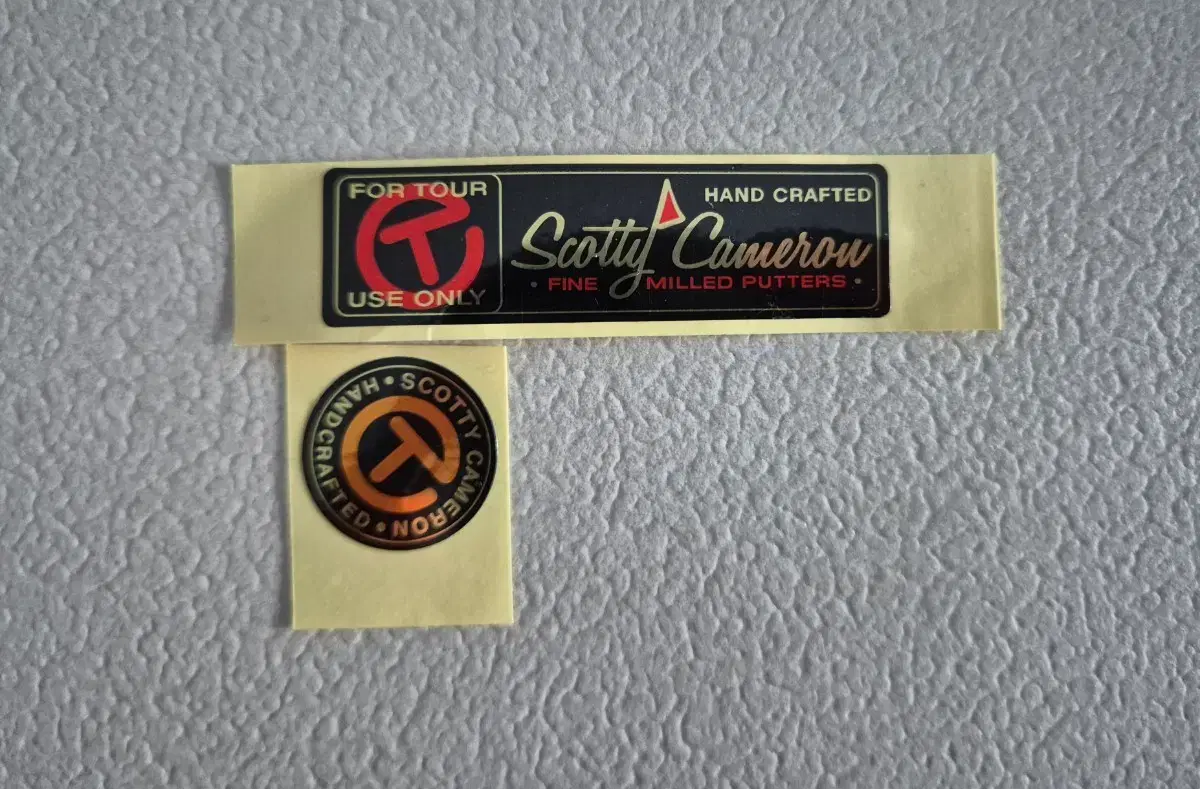 FOR TOUR
USE ONLY
HAND CRAFTED
Scotty Cameron
• FINE MILLED PUTTERS •
SCOTTY CAMERON • HANDCRAFTED •